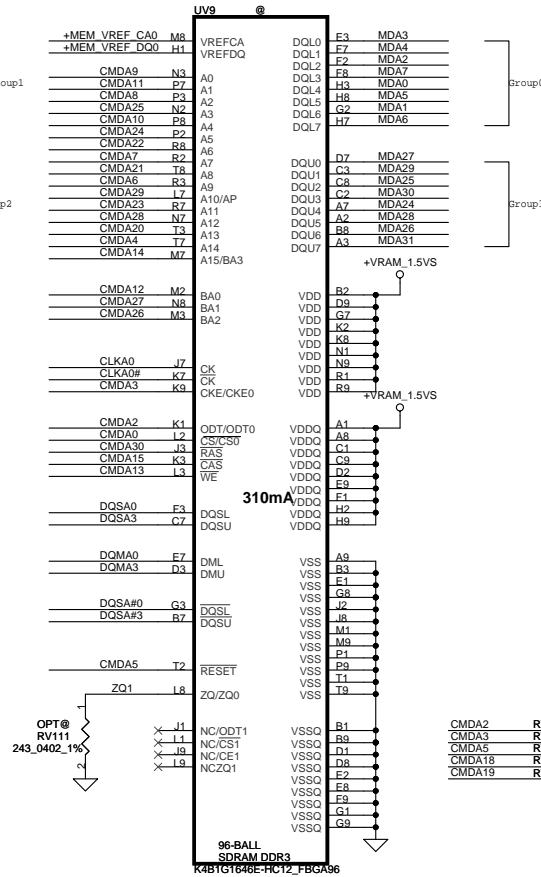 UV9 @
+MEM_VREF_CA0 M8 VREFCA
+MEM_VREF_DQ0 H1 VREFDQ
CMDA9 N3 A0
CMDA11 P7 A1
CMDA8 P3 A2
CMDA25 N2 A3
CMDA10 P8 A4
CMDA24 P2 A5
CMDA22 R8 A6
CMDA7 R2 A7
CMDA21 T8 A8
CMDA6 R3 A9
CMDA29 L7 A10/AP
CMDA23 R7 A11
CMDA28 N7 A12
CMDA20 T3 A13
CMDA4 T7 A14
CMDA14 M7 A15/BA3
CMDA12 M2 BA0
CMDA27 N8 BA1
CMDA26 M3 BA2
CLKA0 J7 CK
CLKA0# K7 CK
CMDA3 K9 CKE/CKE0
CMDA2 K1 ODT/ODT0
CMDA0 L2 CS/CS0
CMDA30 J3 RAS
CMDA15 K3 CAS
CMDA13 L3 WE
DQSA0 F3 DQSL
DQSA3 C7 DQSU
DQMA0 E7 DML
DQMA3 D3 DMU
DQSA#0 G3 DQSL
DQSA#3 B7 DQSU
CMDA5 T2 RESET
ZQ1 L8 ZQ/ZQ0
J1 NC/ODT1
L1 NC/CS1
J9 NC/CE1
L9 NCZQ1
1
OPT@
RV111
243_0402_1%
2
oup1
p2
DQL0 E3 MDA3
DQL1 F7 MDA4
DQL2 F2 MDA2
DQL3 F8 MDA7
DQL4 H3 MDA0
DQL5 H8 MDA5
DQL6 G2 MDA1
DQL7 H7 MDA6
Group0
DQU0 D7 MDA27
DQU1 C3 MDA29
DQU2 C8 MDA25
DQU3 C2 MDA30
DQU4 A7 MDA24
DQU5 A2 MDA28
DQU6 B8 MDA26
DQU7 A3 MDA31
Group3
+VRAM_1.5VS
VDD B2
VDD D9
VDD G7
VDD K2
VDD K8
VDD N1
VDD N9
VDD R1
VDD R9
+VRAM_1.5VS
VDDQ A1
VDDQ A8
VDDQ C1
VDDQ C9
VDDQ D2
VDDQ E9
VDDQ F1
VDDQ H2
VDDQ H9
310mA
VSS A9
VSS B3
VSS E1
VSS G8
VSS J2
VSS J8
VSS M1
VSS M9
VSS P1
VSS P9
VSS T1
VSS T9
VSSQ B1
VSSQ B9
VSSQ D1
VSSQ D8
VSSQ E2
VSSQ E8
VSSQ F9
VSSQ G1
VSSQ G9
CMDA2 R
CMDA3 R
CMDA5 R
CMDA18 R
CMDA19 R
96-BALL
SDRAM DDR3
K4B1G1646E-HC12_FBGA96